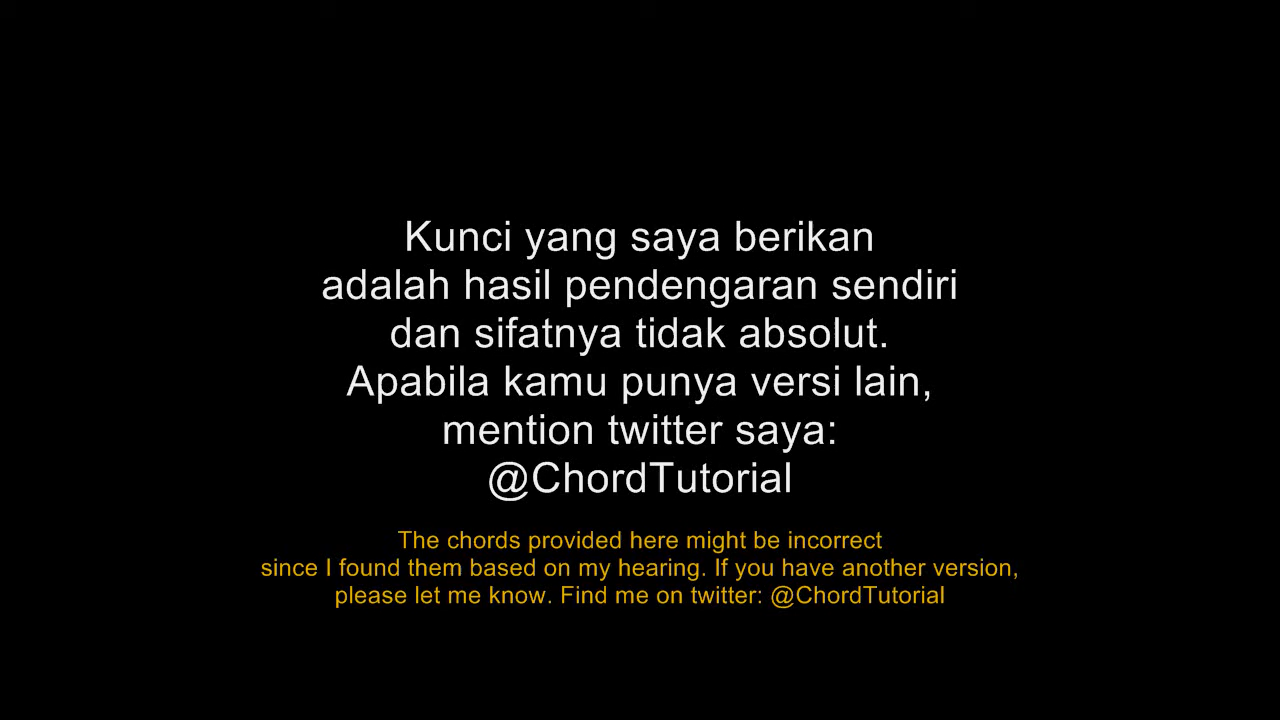 Kunci yang saya berikan
adalah hasil pendengaran sendiri
dan sifatnya tidak absolut.
Apabila kamu punya versi lain,
mention twitter saya:
@ChordTutorial
The chords provided here might be incorrect
since I found them based on my hearing. If you have another version,
please let me know. Find me on twitter: @ChordTutorial